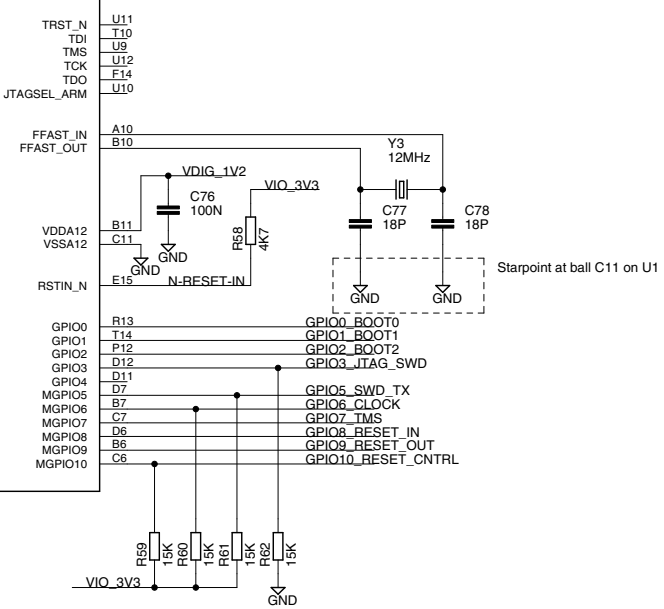 TRST_N U11
TDI T10
TMS U9
TCK U12
TDO F14
JTAGSEL_ARM U10
FFAST_IN A10
FFAST_OUT B10
Y3
12MHz
VDIG_1V2
VIO_3V3
C76
100N
R58
4K7
C77
18P
C78
18P
VDDA12 B11
VSSA12 C11
GND
GND
Starpoint at ball C11 on U1
RSTIN_N E15 N-RESET-IN
GND
GND
GPIO0 R13 GPIO0_BOOT0
GPIO1 T14 GPIO1_BOOT1
GPIO2 P12 GPIO2_BOOT2
GPIO3 D12 GPIO3_JTAG_SWD
GPIO4 D11
MGPIO5 D7 GPIO5_SWD_TX
MGPIO6 B7 GPIO6_CLOCK
MGPIO7 C7 GPIO7_TMS
MGPIO8 D6 GPIO8_RESET_IN
MGPIO9 B6 GPIO9_RESET_OUT
MGPIO10 C6 GPIO10_RESET_CNTRL
R59
15K
R60
15K
R61
15K
R62
15K
VIO_3V3
GND